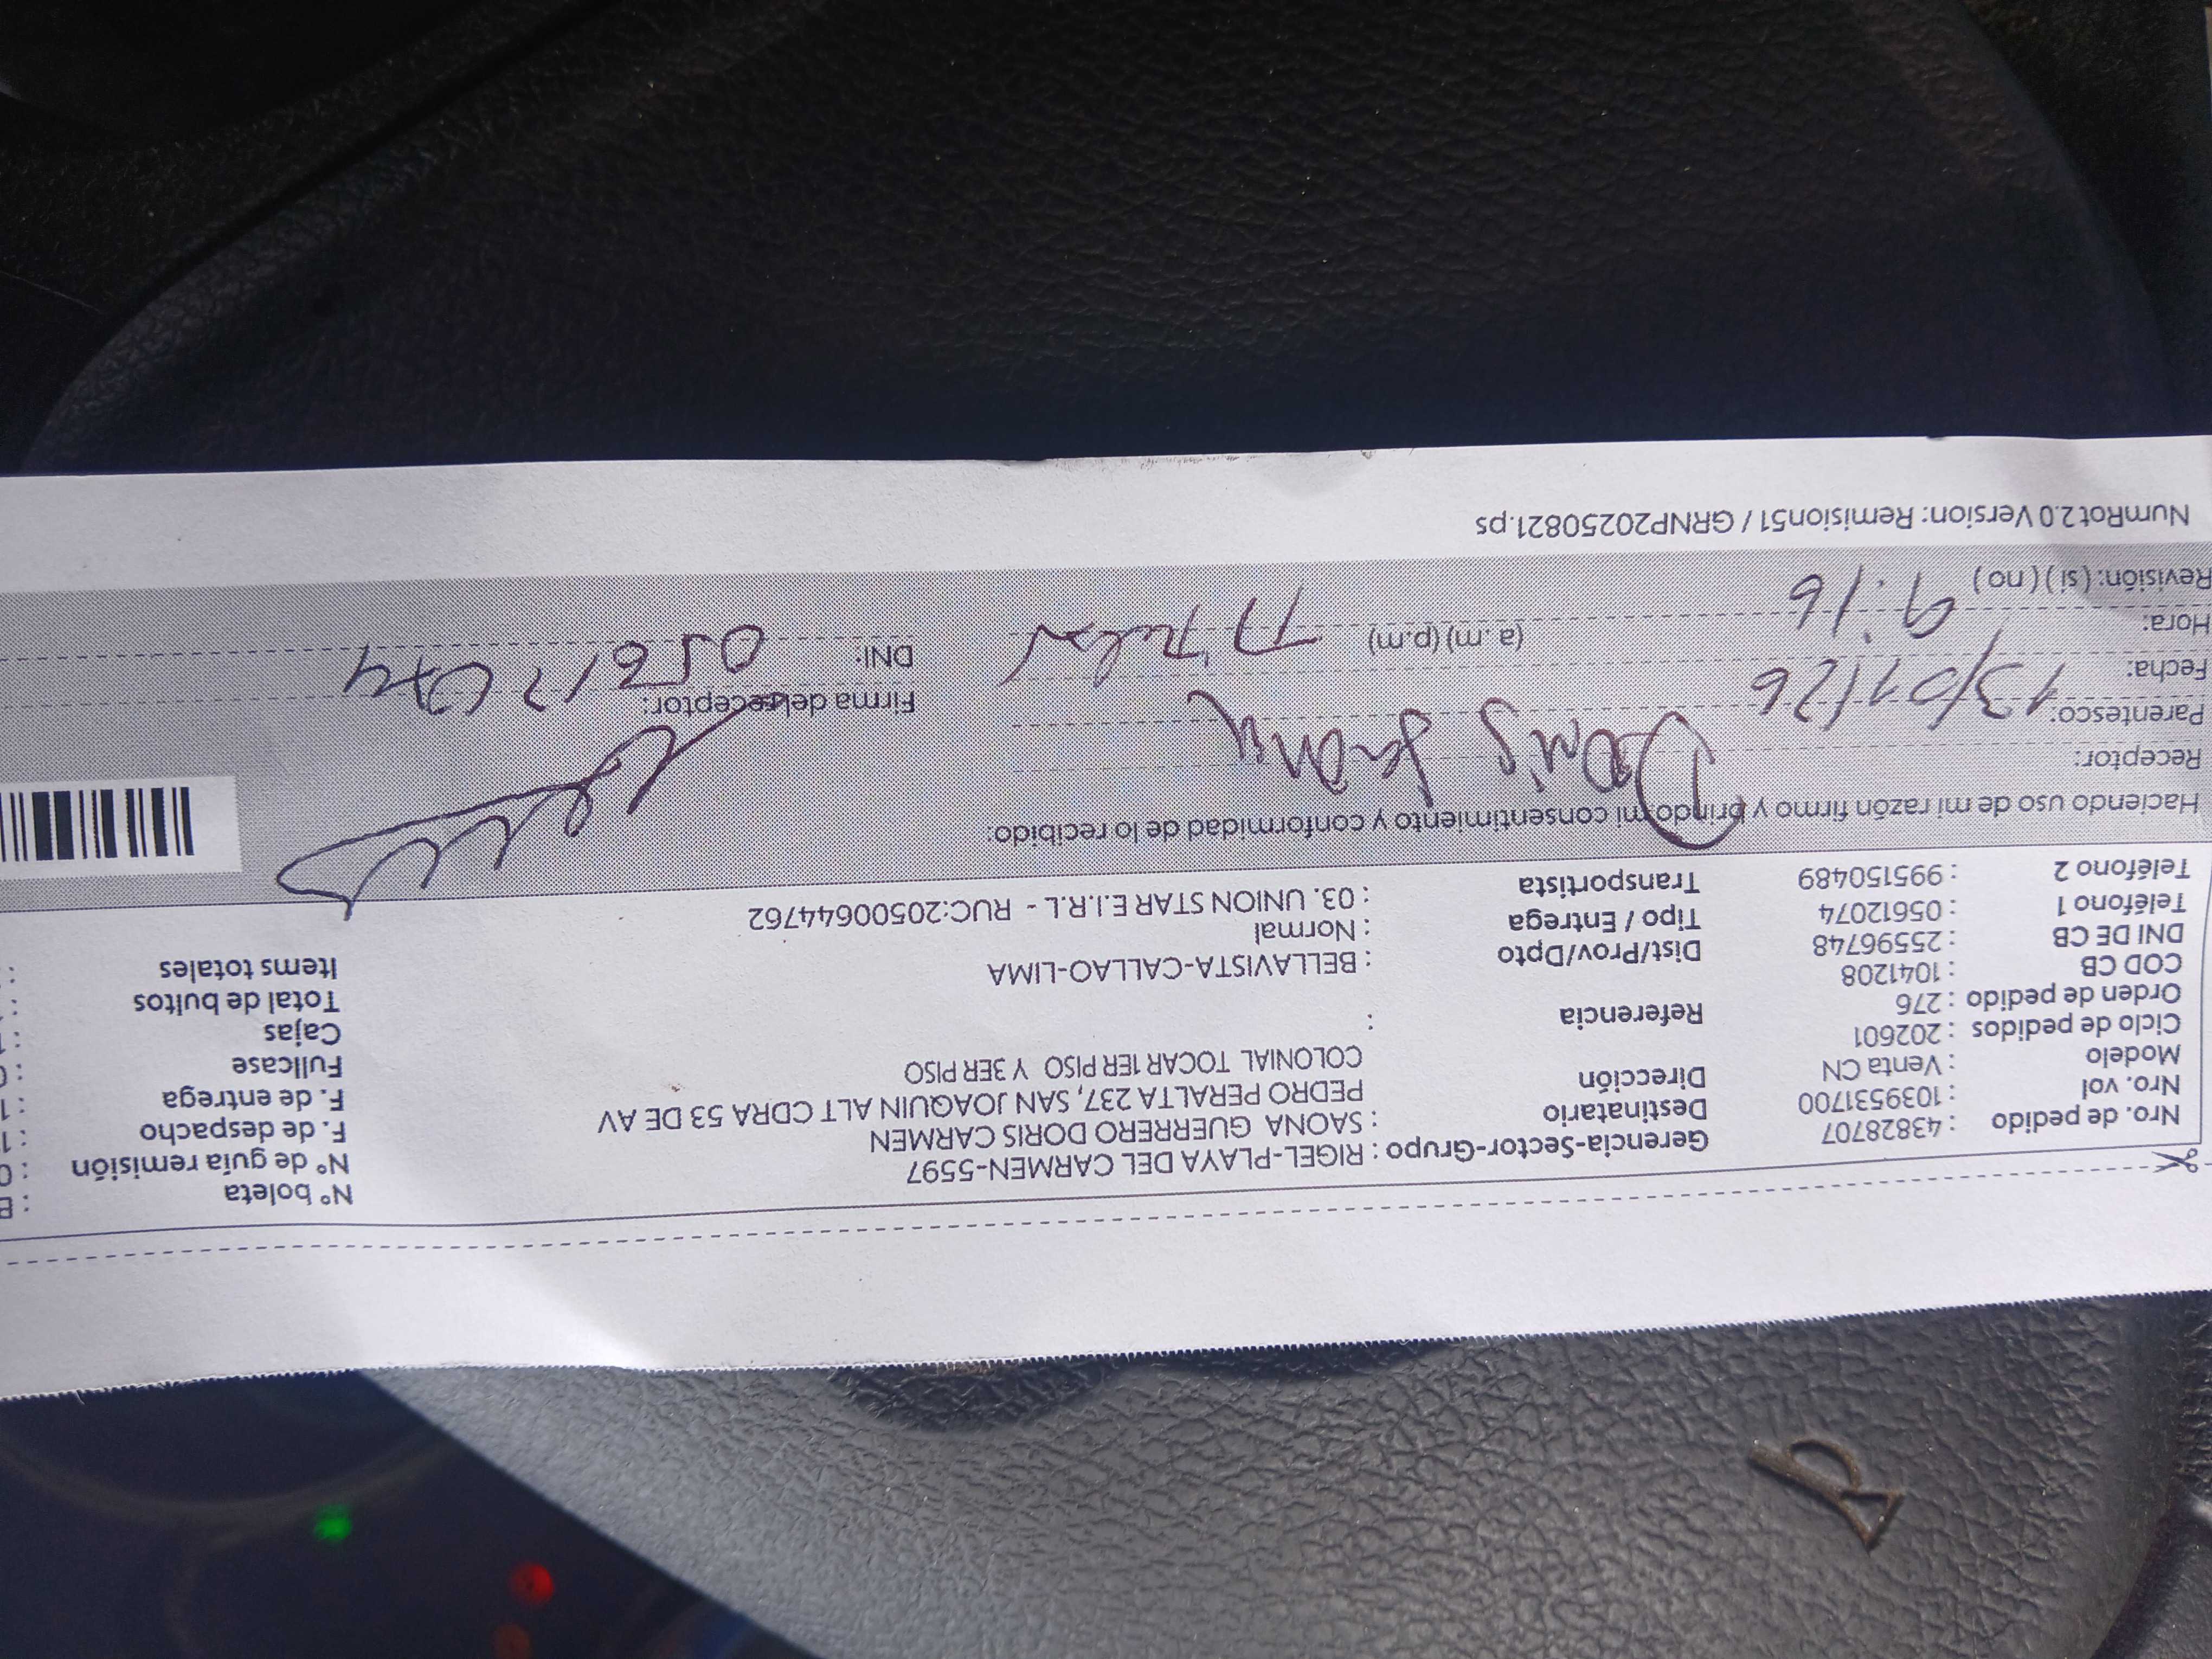 Nro. de pedido : 43828707
Nro. vol : 1039531700
Modelo : Venta CN
Ciclo de pedidos : 202601
Orden de pedido : 276
COD CB : 1041208
DNI DE CB : 25596748
Teléfono 1 : 05612074
Teléfono 2 : 995150489
Gerencia-Sector-Grupo : RIGEL-PLAYA DEL CARMEN-5597
Destinatario : SAONA GUERRERO DORIS CARMEN
Dirección PEDRO PERALTA 237, SAN JOAQUIN ALT CDRA 53 DE AV
COLONIAL TOCAR 1ER PISO Y 3ER PISO
Referencia :
Dist/Prov/Dpto : BELLAVISTA-CALLAO-LIMA
Tipo / Entrega : Normal
Transportista : 03. UNION STAR E.I.R.L - RUC:20500644762
N° boleta :
N° de guía remisión :
F. de despacho :
F. de entrega :
Fullcase :
Cajas :
Total de bultos :
Items totales :
Haciendo uso de mi razón firmo y brindo mi consentimiento y conformidad de lo recibido:
Receptor: Doris Saona
Parentesco:
Fecha: 13/01/26
Hora: 9:16 (a. m) (p.m)
Revisión: ( si ) ( no )
Firma del receptor:
DNI:
NumRot 2.0 Version: Remision51 / GRNP20250821.ps